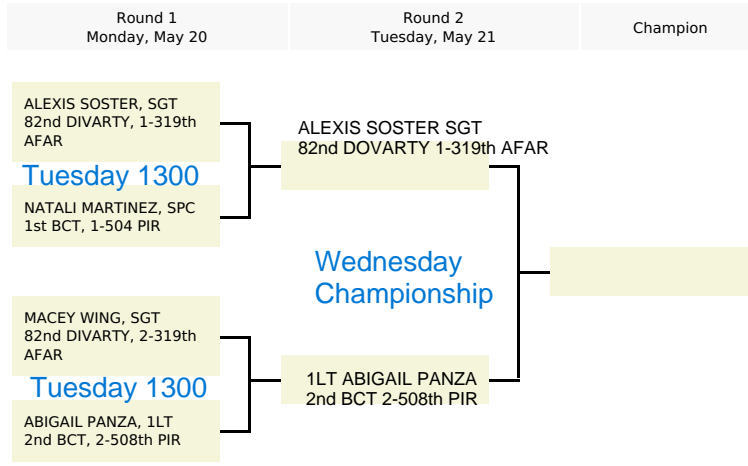 Round 1
Monday, May 20
Round 2
Tuesday, May 21
Champion
ALEXIS SOSTER, SGT
82nd DIVARTY, 1-319th
AFAR
Tuesday 1300
NATALI MARTINEZ, SPC
1st BCT, 1-504 PIR
ALEXIS SOSTER SGT
82nd DOVARTY 1-319th AFAR
Wednesday
Championship
MACEY WING, SGT
82nd DIVARTY, 2-319th
AFAR
Tuesday 1300
ABIGAIL PANZA, 1LT
2nd BCT, 2-508th PIR
1LT ABIGAIL PANZA
2nd BCT 2-508th PIR